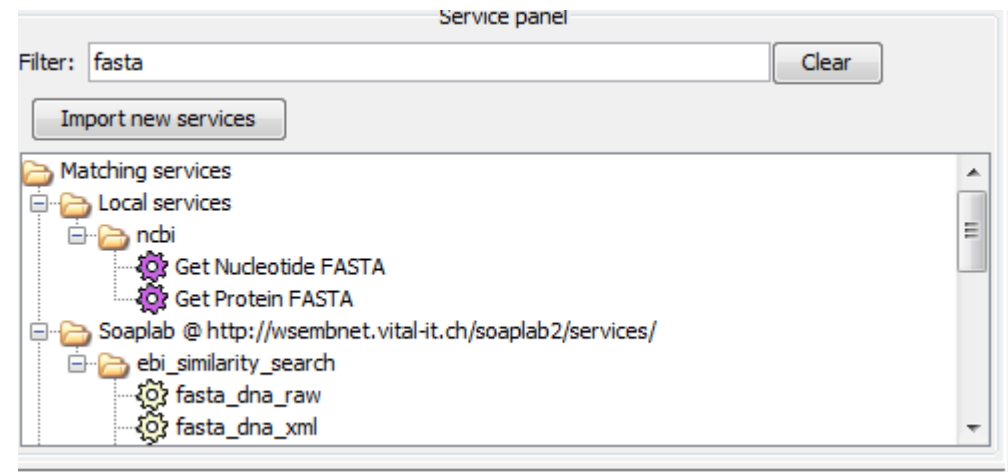 Service panel
Filter: fasta Clear
Import new services
Matching services
Local services
ncbi
Get Nucleotide FASTA
Get Protein FASTA
Soaplab @ http://wsembnet.vital-it.ch/soaplab2/services/
ebi_similarity_search
fasta_dna_raw
fasta_dna_xml